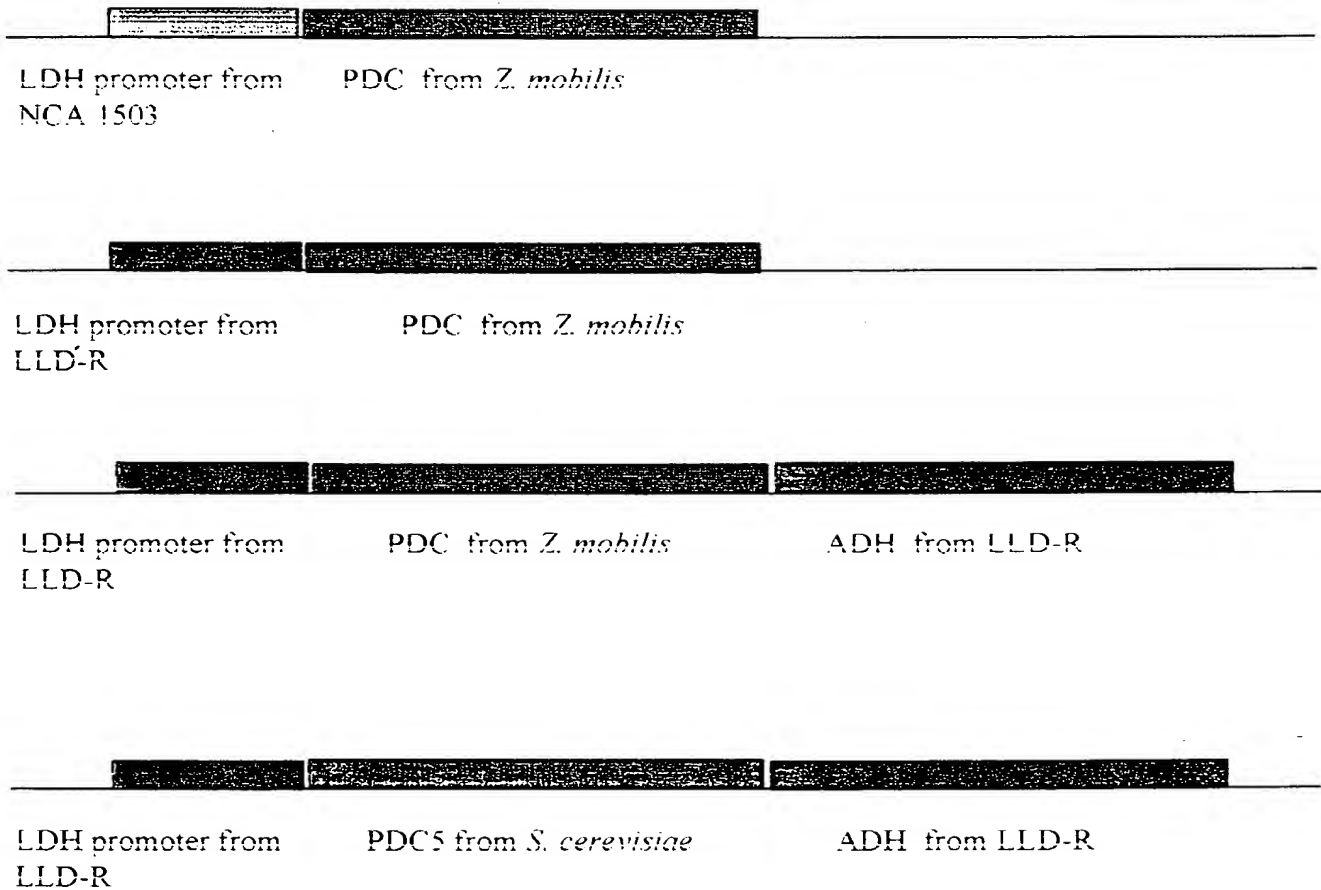 LDH promoter from PDC from Z. mobilis
NCA 1503
LDH promoter from PDC from Z. mobilis
LLD-R
LDH promoter from PDC from Z. mobilis ADH from LLD-R
LLD-R
LDH promoter from PDC5 from S. cerevisiae ADH from LLD-R
LLD-R